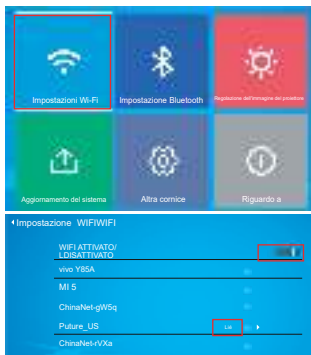 Impostazioni Wi-Fi
Impostazione Bluetooth
Regolazione dell'immagine del proiettore
Aggiornamento del sistema
Altra cornice
Riguardo a
Impostazione WIFIWIFI
WIFI ATTIVATO/
LDISATTIVATO
vivo Y85A
MI 5
ChinaNet-gW5q
Puture_US
ChinaNet-rVXa